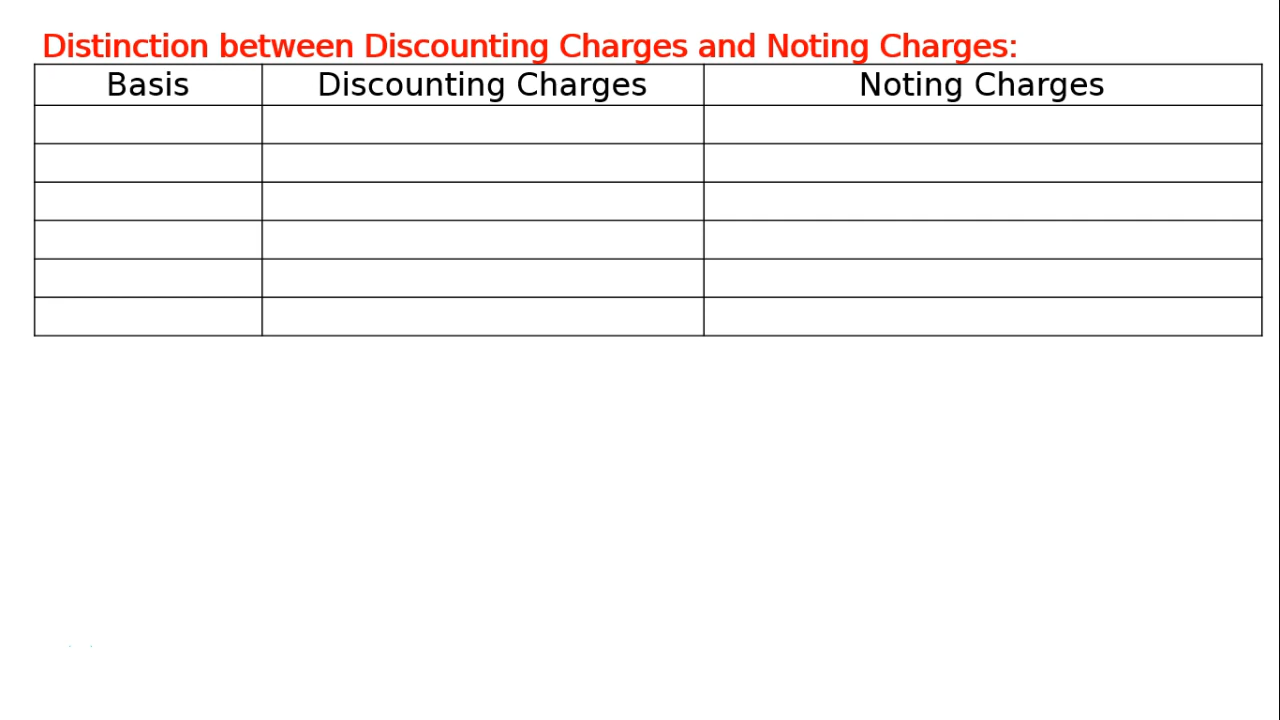 Distinction between Discounting Charges and Noting Charges:
Basis Discounting Charges Noting Charges